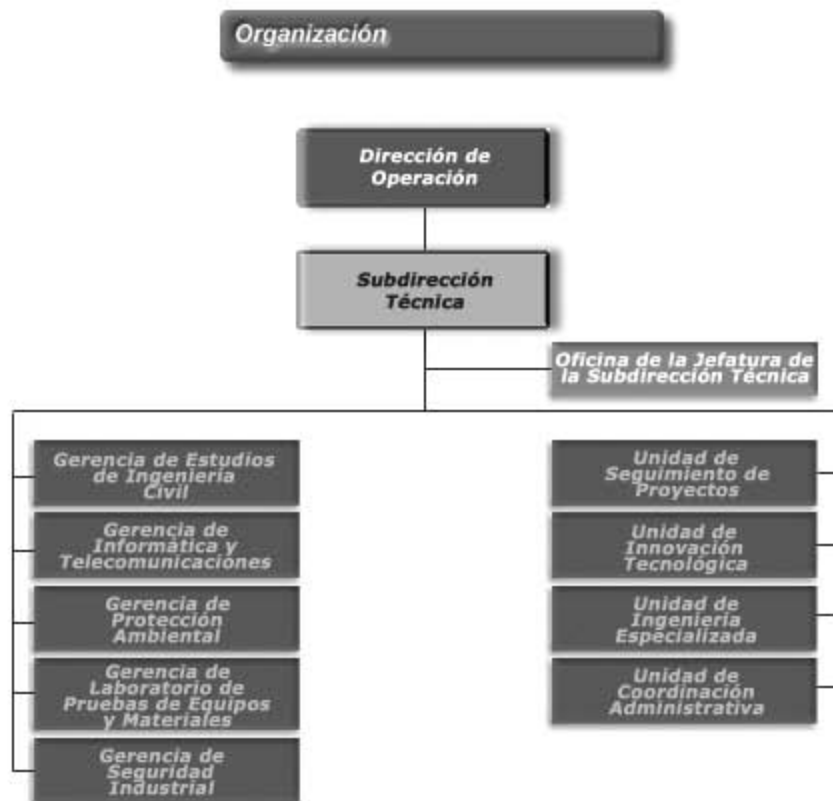 Organización
Dirección de
Operación
Subdirección
Técnica
Oficina de la Jefatura de
la Subdirección Técnica
Gerencia de Estudios
de Ingeniería
Civil
Gerencia de
Informática y
Telecomunicaciones
Gerencia de
Protección
Ambiental
Gerencia de
Laboratorio de
Pruebas de Equipos
y Materiales
Gerencia de
Seguridad
Industrial
Unidad de
Seguimiento de
Proyectos
Unidad de
Innovación
Tecnológica
Unidad de
Ingeniería
Especializada
Unidad de
Coordinación
Administrativa